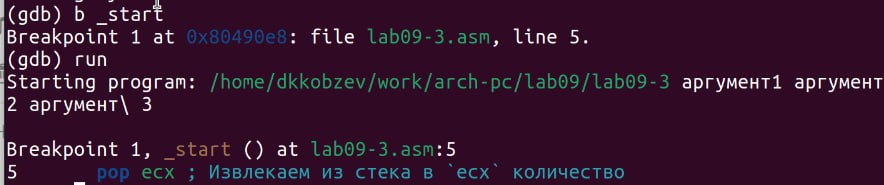 (gdb) b _start
Breakpoint 1 at 0x80490e8: file lab09-3.asm, line 5.
(gdb) run
Starting program: /home/dkkobzev/work/arch-pc/lab09/lab09-3 аргумент1 аргумент
2 аргумент\ 3
Breakpoint 1, _start () at lab09-3.asm:5
5 pop ecx ; Извлекаем из стека в `ecx` количество